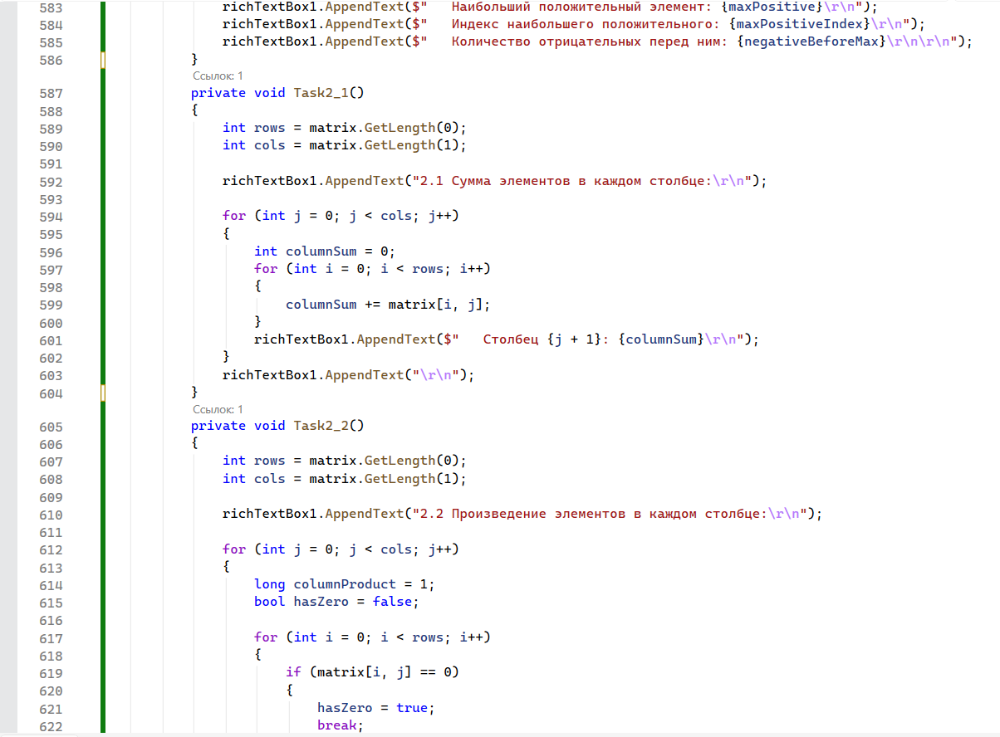 583 richTextBox1.AppendText($"   Наибольший положительный элемент: {maxPositive}\r\n");
584 richTextBox1.AppendText($"   Индекс наибольшего положительного: {maxPositiveIndex}\r\n");
585 richTextBox1.AppendText($"   Количество отрицательных перед ним: {negativeBeforeMax}\r\n\r\n");
586 }
Ссылок: 1
587 private void Task2_1()
588 {
589 int rows = matrix.GetLength(0);
590 int cols = matrix.GetLength(1);
591
592 richTextBox1.AppendText("2.1 Сумма элементов в каждом столбце:\r\n");
593
594 for (int j = 0; j < cols; j++)
595 {
596 int columnSum = 0;
597 for (int i = 0; i < rows; i++)
598 {
599 columnSum += matrix[i, j];
600 }
601 richTextBox1.AppendText($"   Столбец {j + 1}: {columnSum}\r\n");
602 }
603 richTextBox1.AppendText("\r\n");
604 }
Ссылок: 1
605 private void Task2_2()
606 {
607 int rows = matrix.GetLength(0);
608 int cols = matrix.GetLength(1);
609
610 richTextBox1.AppendText("2.2 Произведение элементов в каждом столбце:\r\n");
611
612 for (int j = 0; j < cols; j++)
613 {
614 long columnProduct = 1;
615 bool hasZero = false;
616
617 for (int i = 0; i < rows; i++)
618 {
619 if (matrix[i, j] == 0)
620 {
621 hasZero = true;
622 break;